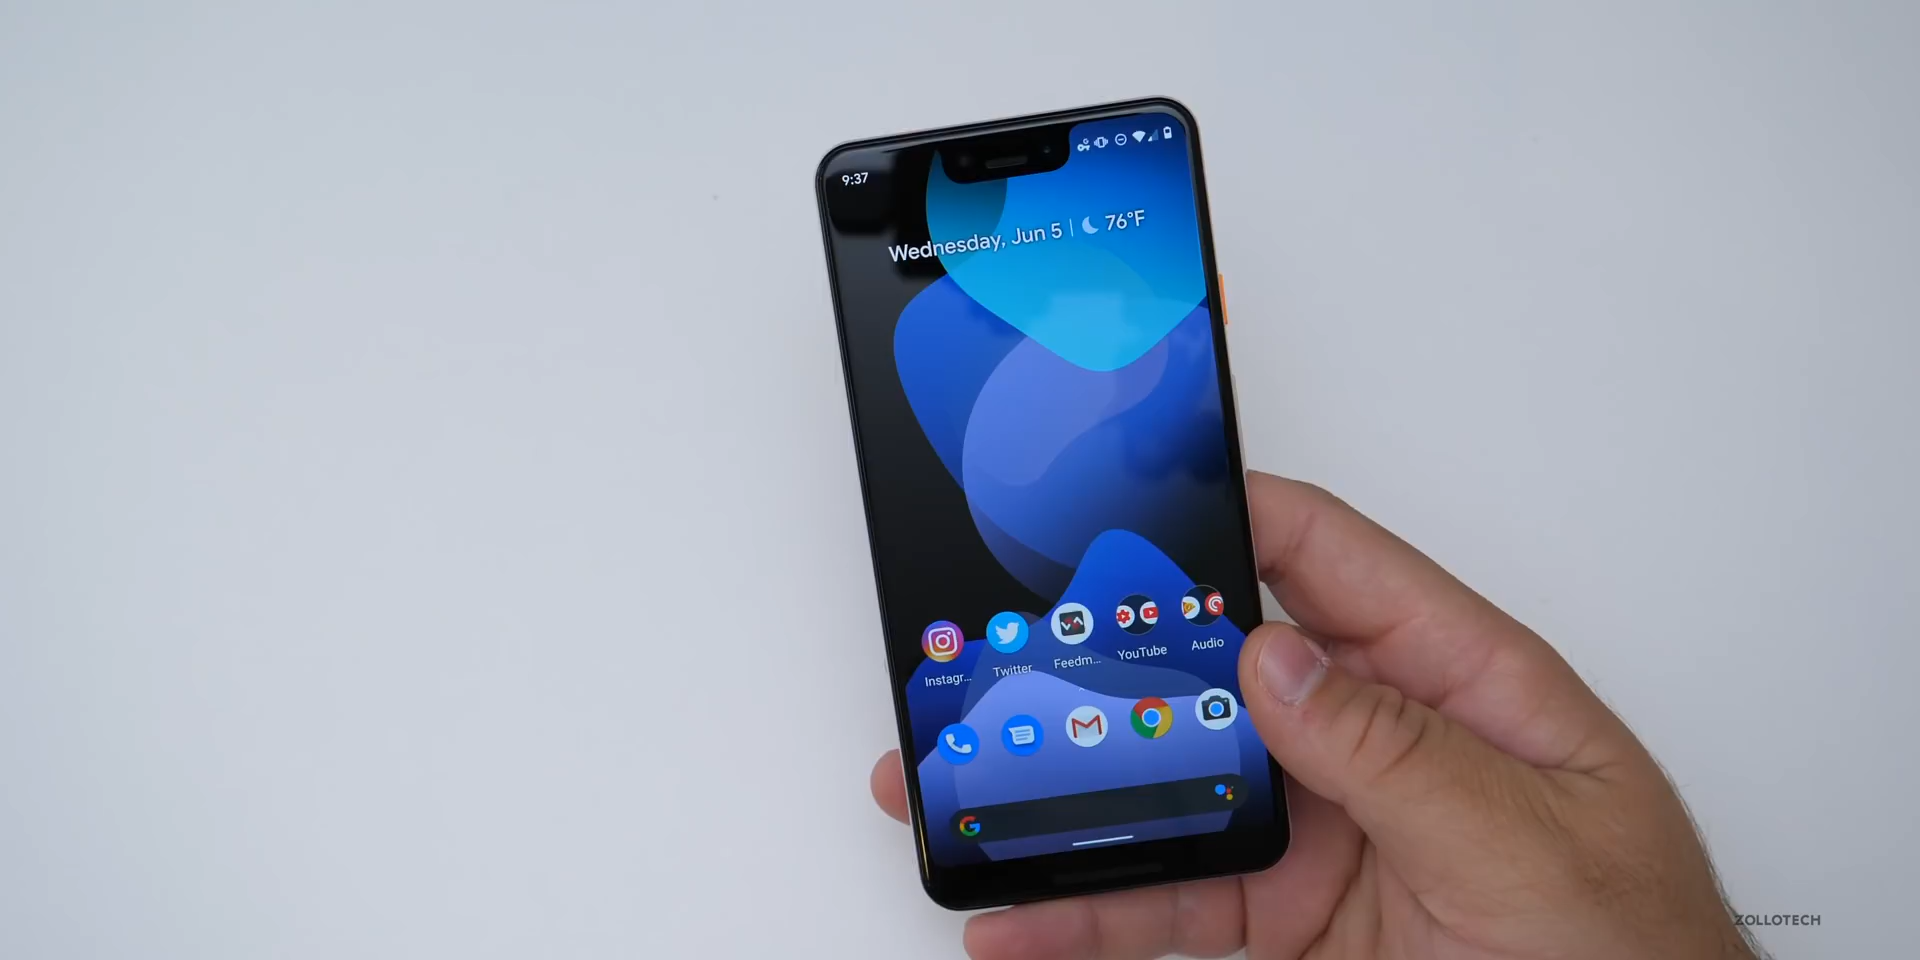 9:37
Wednesday, Jun 5 | 76°F
Instagr...
Twitter
Feedm...
YouTube
Audio
ZOLLOTECH